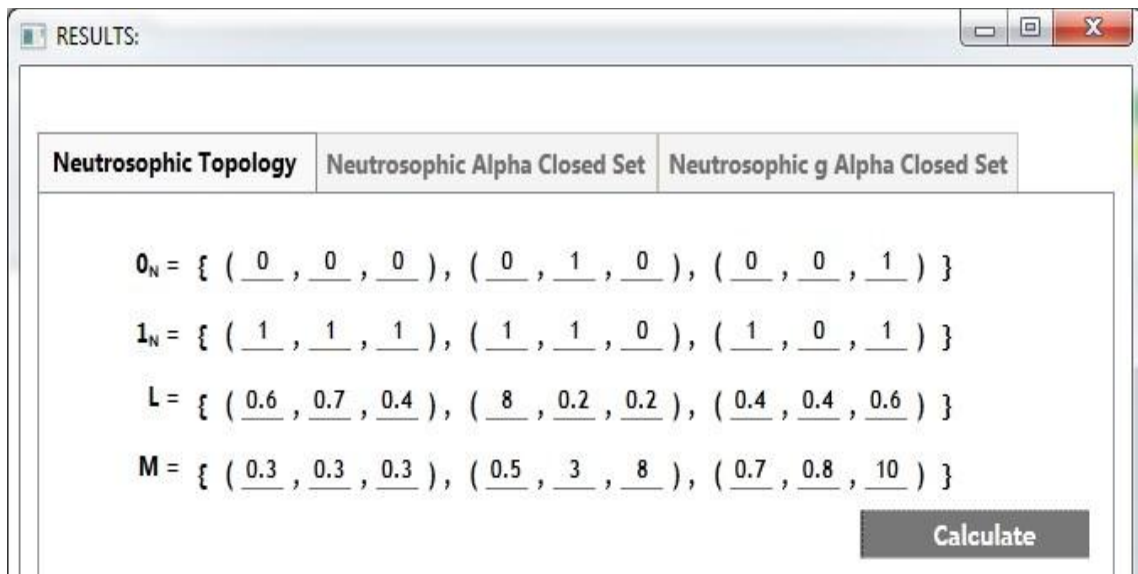 RESULTS:
Neutrosophic Topology Neutrosophic Alpha Closed Set Neutrosophic g Alpha Closed Set
0N = { ( 0 , 0 , 0 ), ( 0 , 1 , 0 ), ( 0 , 0 , 1 ) }
1N = { ( 1 , 1 , 1 ), ( 1 , 1 , 0 ), ( 1 , 0 , 1 ) }
L = { ( 0.6 , 0.7 , 0.4 ), ( 8 , 0.2 , 0.2 ), ( 0.4 , 0.4 , 0.6 ) }
M = { ( 0.3 , 0.3 , 0.3 ), ( 0.5 , 3 , 8 ), ( 0.7 , 0.8 , 10 ) }
Calculate